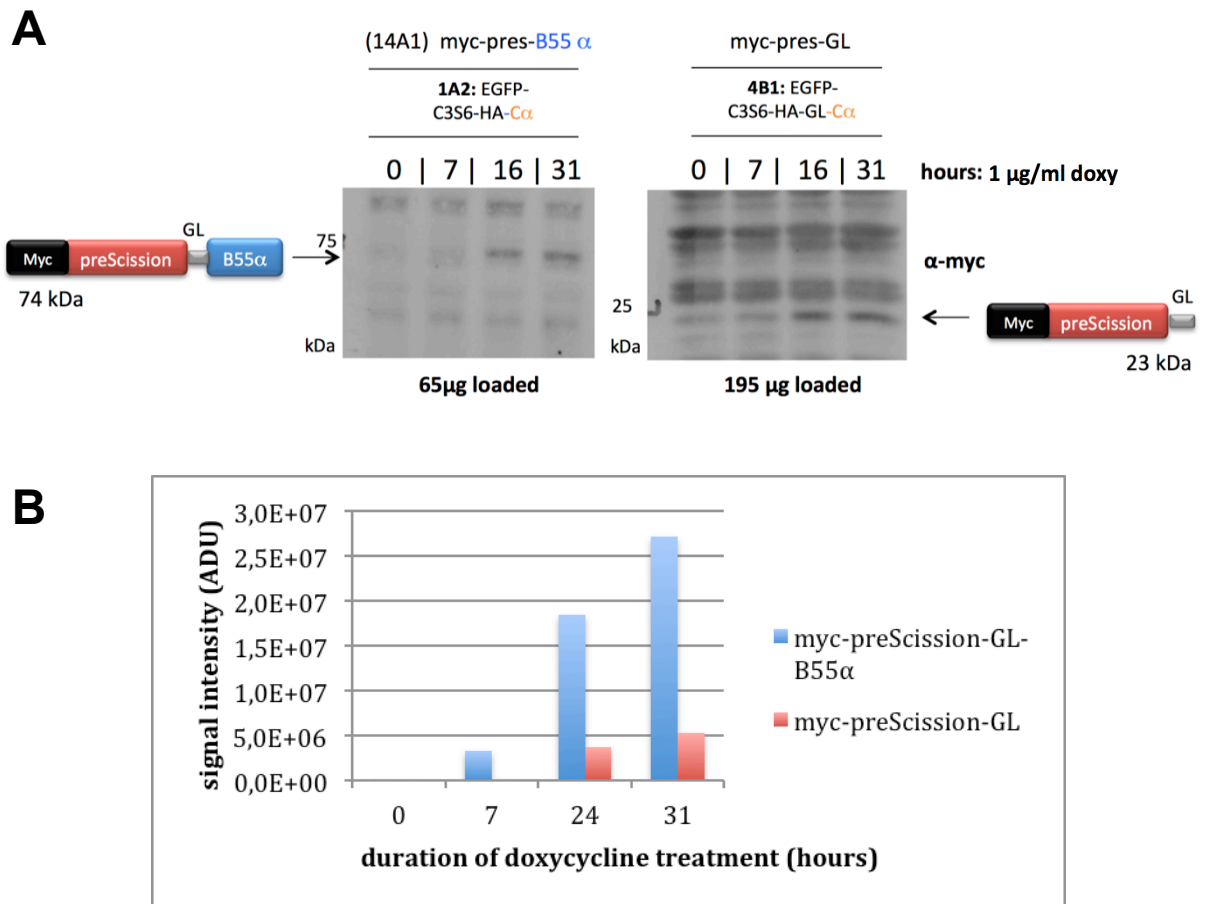 A
(14A1) myc-pres-B55 α
myc-pres-GL
1A2: EGFP-
C3S6-HA-Cα
4B1: EGFP-
C3S6-HA-GL-Cα
0 | 7 | 16 | 31
0 | 7 | 16 | 31
hours: 1 µg/ml doxy
GL
Myc preScission B55α
74 kDa
75
kDa
25
kDa
α-myc
GL
Myc preScission
23 kDa
65µg loaded
195 µg loaded
B
signal intensity (ADU)
3,0E+07
2,5E+07
2,0E+07
1,5E+07
1,0E+07
5,0E+06
0,0E+00
0 7 24 31
duration of doxycycline treatment (hours)
myc-preScission-GL-
B55α
myc-preScission-GL